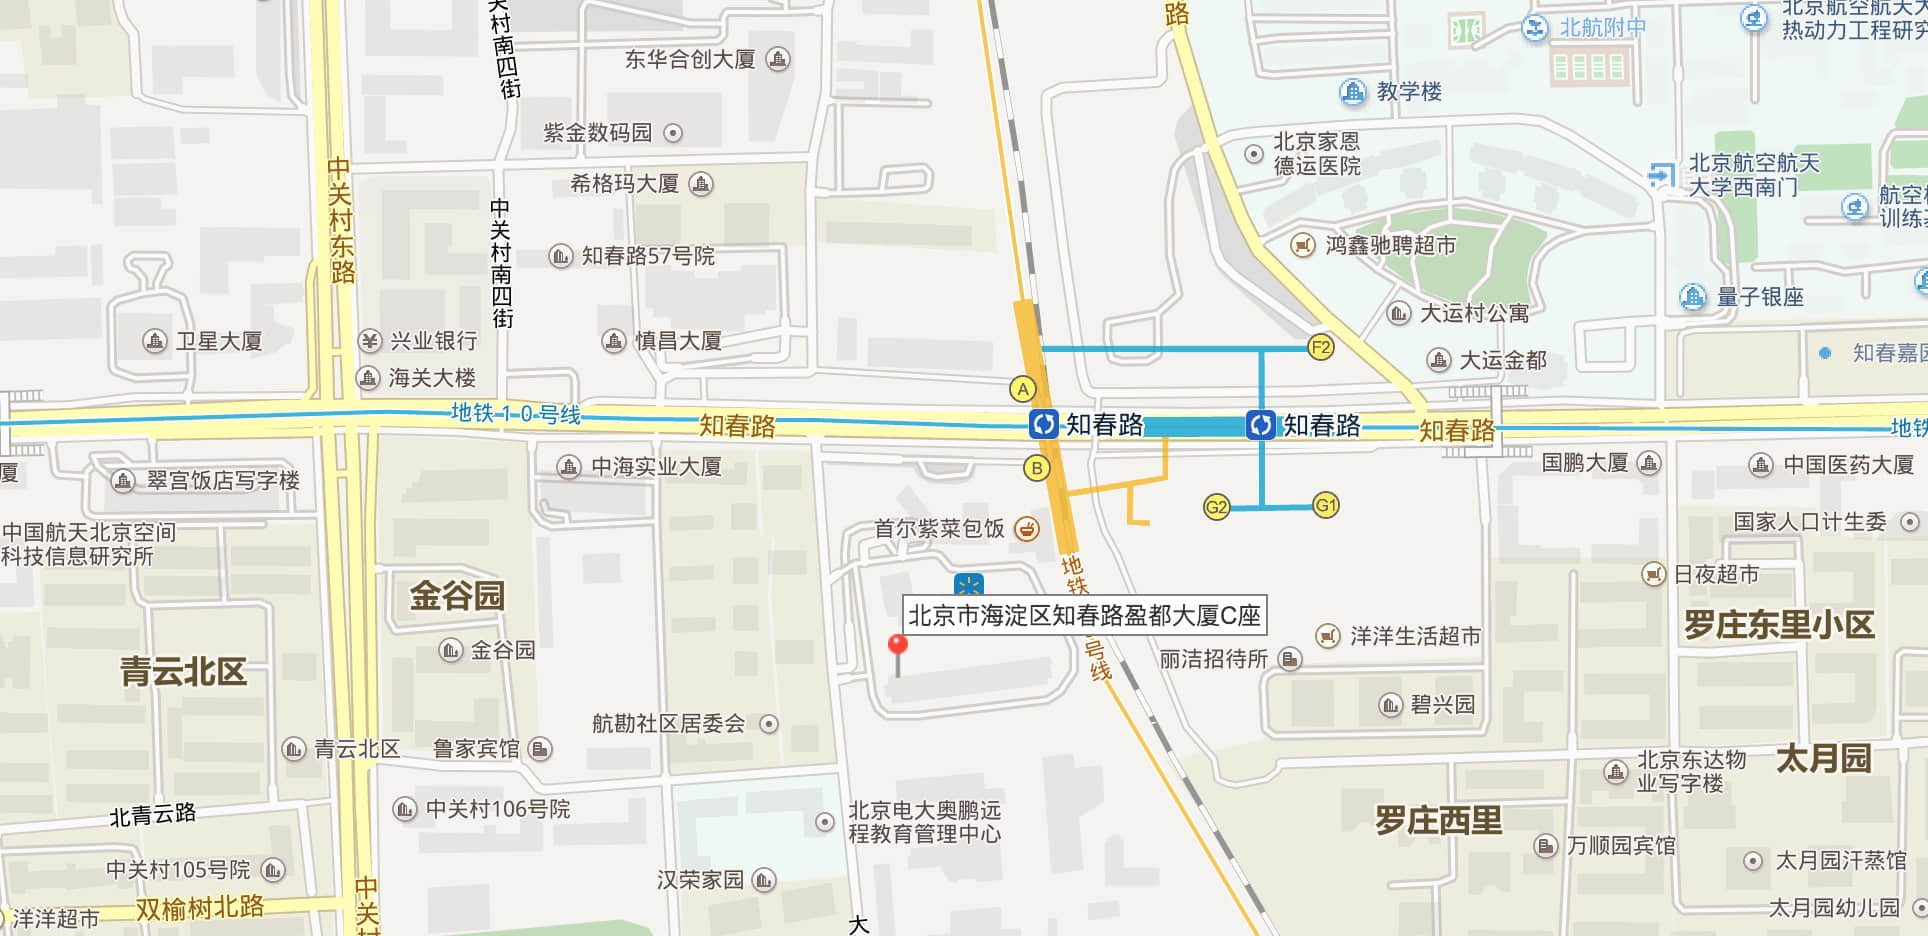 中关村南四街
东华合创大厦
路
北航附中
北京航空航天大
热动力工程研究
教学楼
紫金数码园
北京家恩
德运医院
希格玛大厦
北京航空航天
大学西南门
中关村东路
中关村南四街
知春路57号院
鸿鑫驰聘超市
量子银座
大运村公寓
卫星大厦
兴业银行
慎昌大厦
F2
大运金都
知春嘉园
海关大楼
A
地铁10号线
知春路
知春路
知春路
知春路
地铁
B
厦
翠宫饭店写字楼
中海实业大厦
国鹏大厦
中国医药大厦
G2
G1
中国航天北京空间
科技信息研究所
首尔紫菜包饭
国家人口计生委
地铁
号线
日夜超市
金谷园
北京市海淀区知春路盈都大厦C座
罗庄东里小区
洋洋生活超市
金谷园
丽洁招待所
青云北区
碧兴园
航勘社区居委会
青云北区
鲁家宾馆
北京东达物
业写字楼
太月园
中关村106号院
北京电大奥鹏远
程教育管理中心
北青云路
罗庄西里
万顺园宾馆
太月园汗蒸馆
中关村105号院
汉荣家园
双榆树北路
洋洋超市
中关村
大
太月园幼儿园